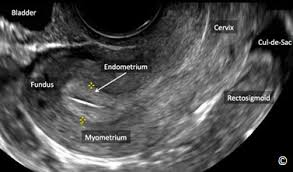 Bladder
Cervix
Cul-de-Sac
Endometrium
Fundus
Rectosigmoid
Myometrium
©